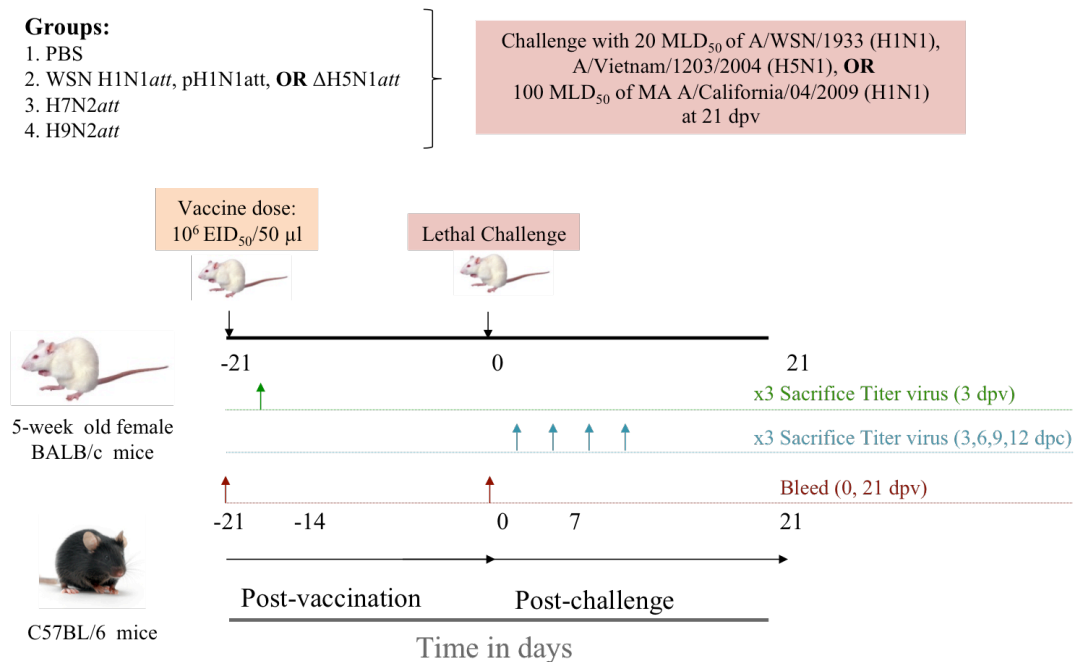 Groups:
1. PBS
2. WSN H1N1att, pH1N1att, OR ΔH5N1att
3. H7N2att
4. H9N2att
Challenge with 20 MLD50 of A/WSN/1933 (H1N1),
A/Vietnam/1203/2004 (H5N1), OR
100 MLD50 of MA A/California/04/2009 (H1N1)
at 21 dpv
Vaccine dose:
10⁶ EID50/50 µl
Lethal Challenge
-21 0 21
x3 Sacrifice Titer virus (3 dpv)
5-week old female
BALB/c mice
x3 Sacrifice Titer virus (3,6,9,12 dpc)
Bleed (0, 21 dpv)
-21 -14 0 7 21
Post-vaccination Post-challenge
C57BL/6 mice
Time in days